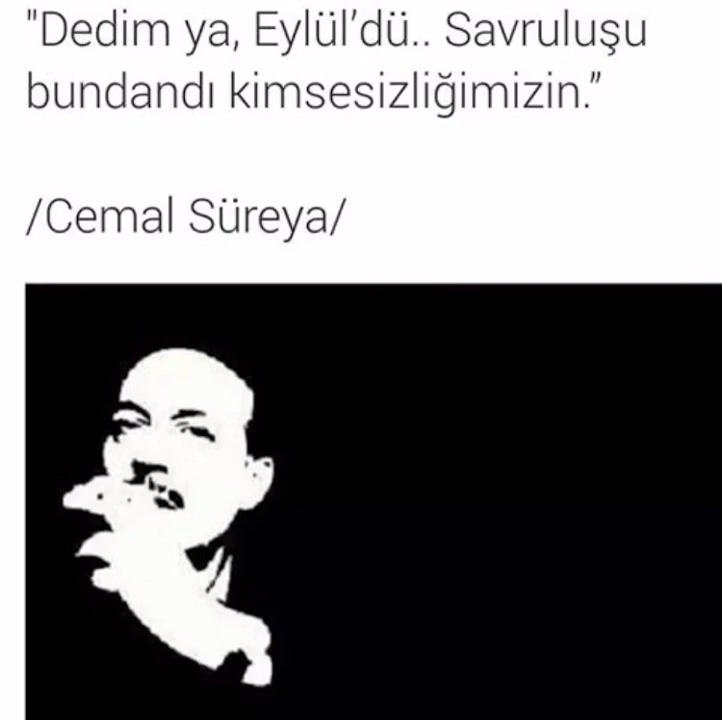 "Dedim ya, Eylül'dü.. Savruluşu
bundandı kimsesizliğimizin."
/Cemal Süreya/